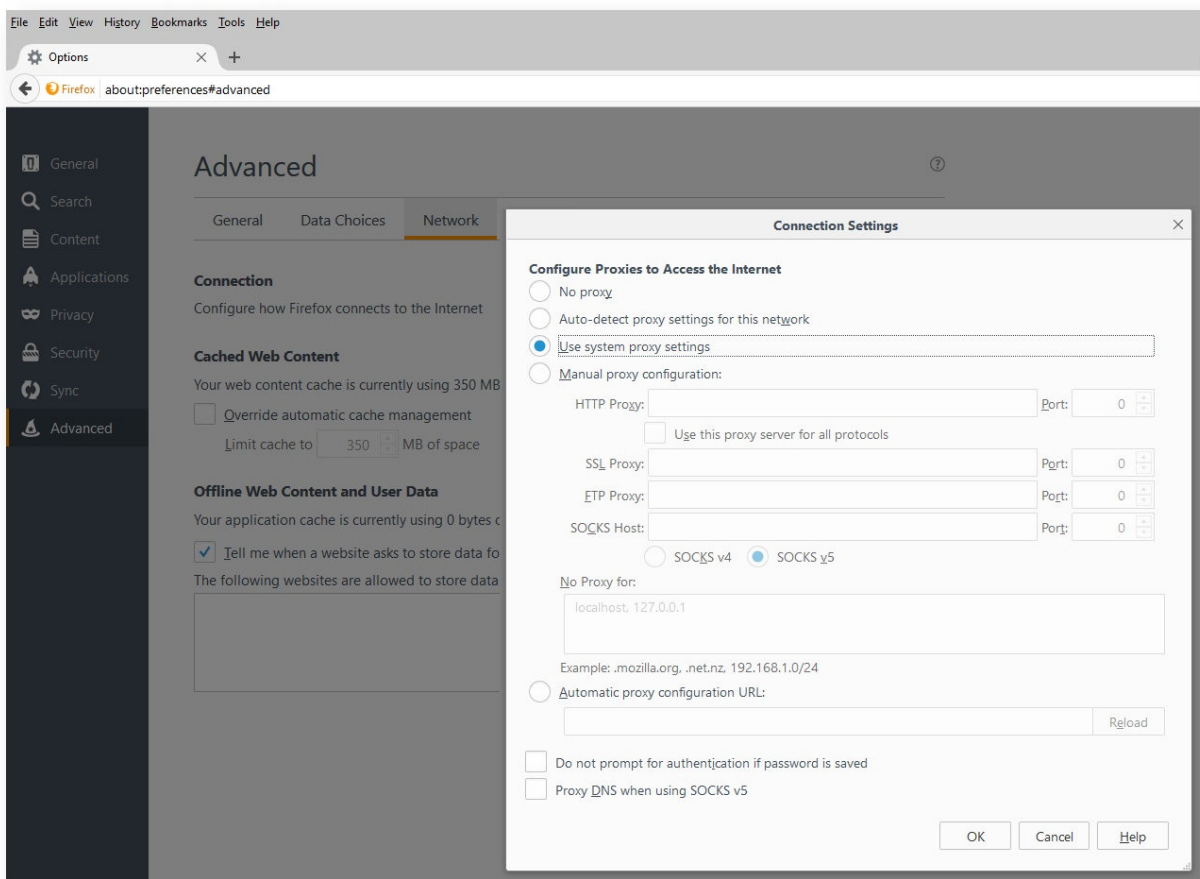 File Edit View History Bookmarks Tools Help
Options
Firefox about:preferences#advanced
General
Search
Content
Applications
Privacy
Security
Sync
Advanced
Advanced
General Data Choices Network
Connection
Configure how Firefox connects to the Internet
Cached Web Content
Your web content cache is currently using 350 MB
Override automatic cache management
Limit cache to 350 MB of space
Offline Web Content and User Data
Your application cache is currently using 0 bytes
Tell me when a website asks to store data fo
The following websites are allowed to store data
Connection Settings
Configure Proxies to Access the Internet
No proxy
Auto-detect proxy settings for this network
Use system proxy settings
Manual proxy configuration:
HTTP Proxy: Port: 0
Use this proxy server for all protocols
SSL Proxy: Port: 0
FTP Proxy: Port: 0
SOCKS Host: Port: 0
SOCKS v4 SOCKS v5
No Proxy for:
localhost, 127.0.0.1
Example: .mozilla.org, .net.nz, 192.168.1.0/24
Automatic proxy configuration URL:
Reload
Do not prompt for authentication if password is saved
Proxy DNS when using SOCKS v5
OK Cancel Help